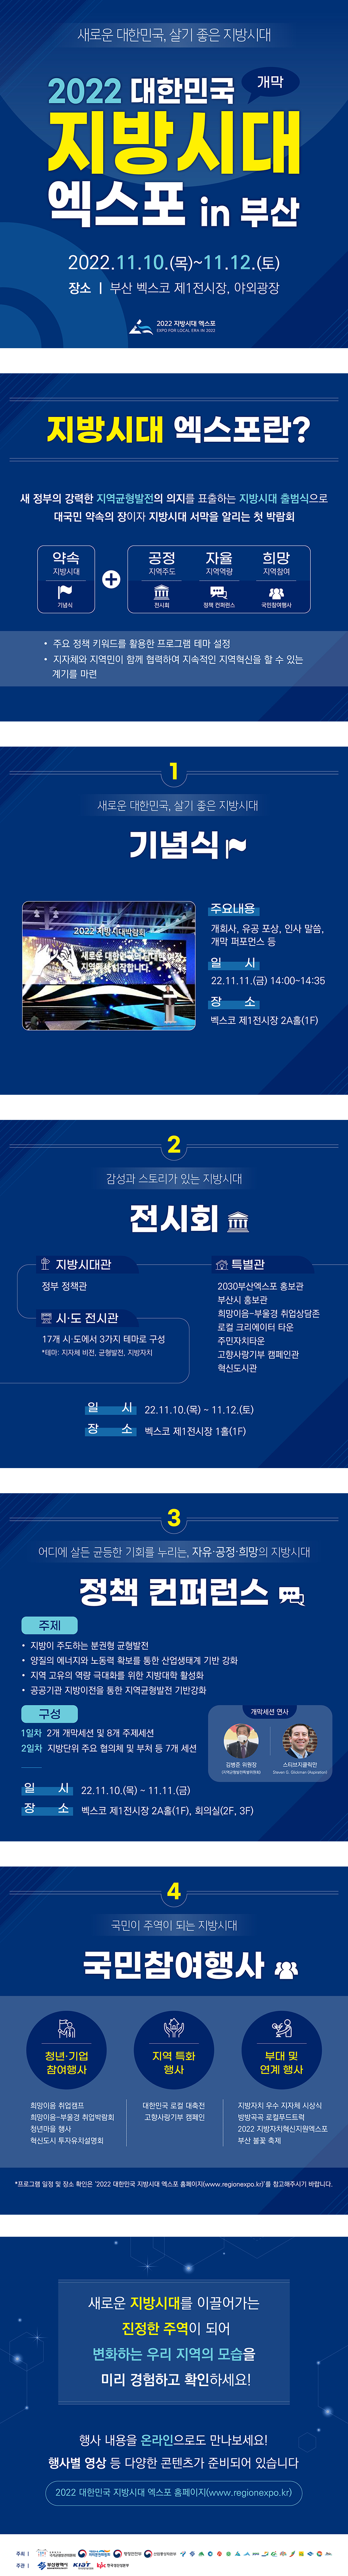 새로운 대한민국, 살기 좋은 지방시대
2022 대한민국 개막
지방시대
엑스포 in 부산
2022.11.10.(목)~11.12.(토)
장소 | 부산 벡스코 제1전시장, 야외광장
2022 지방시대 엑스포
EXPO FOR LOCAL ERA IN 2022
지방시대 엑스포란?
새 정부의 강력한 지역균형발전의 의지를 표출하는 지방시대 출범식으로
대국민 약속의 장이자 지방시대 서막을 알리는 첫 박람회
약속 공정 자율 희망
지방시대 지역주도 지역역량 지역참여
기념식 전시회 정책 컨퍼런스 국민참여행사
• 주요 정책 키워드를 활용한 프로그램 테마 설정
• 지자체와 지역민이 함께 협력하여 지속적인 지역혁신을 할 수 있는
계기를 마련
1
새로운 대한민국, 살기 좋은 지방시대
기념식
2022 지방시대박람회
주요내용
개회사, 유공 포상, 인사 말씀,
개막 퍼포먼스 등
일 시
22.11.11.(금) 14:00~14:35
장 소
벡스코 제1전시장 2A홀(1F)
2
감성과 스토리가 있는 지방시대
전시회
지방시대관
정부 정책관
시·도 전시관
17개 시·도에서 3가지 테마로 구성
*테마: 지자체 비전, 균형발전, 지방자치
특별관
2030부산엑스포 홍보관
부산시 홍보관
희망이음-부울경 취업상담존
로컬 크리에이터 타운
주민자치타운
고향사랑기부 캠페인관
혁신도시관
일 시 22.11.10.(목) ~ 11.12.(토)
장 소 벡스코 제1전시장 1홀(1F)
3
어디에 살든 균등한 기회를 누리는, 자유·공정·희망의 지방시대
정책 컨퍼런스
주제
• 지방이 주도하는 분권형 균형발전
• 양질의 에너지와 노동력 확보를 통한 산업생태계 기반 강화
• 지역 고유의 역량 극대화를 위한 지방대학 활성화
• 공공기관 지방이전을 통한 지역균형발전 기반강화
구성
1일차 2개 개막세션 및 8개 주제세션
2일차 지방단위 주요 협의체 및 부처 등 7개 세션
개막세션 연사
김병준 위원장
(지역균형발전특별위원회)
스티브지클릭만
일 시 22.11.10.(목) ~ 11.11.(금)
장 소 벡스코 제1전시장 2A홀(1F), 회의실(2F, 3F)
4
국민이 주역이 되는 지방시대
국민참여행사
청년·기업
참여행사
희망이음 취업캠프
희망이음-부울경 취업박람회
청년마을 행사
혁신도시 투자유치설명회
지역 특화
행사
대한민국 로컬 대축전
고향사랑기부 캠페인
부대 및
연계 행사
지방자치 우수 지자체 시상식
방방곡곡 로컬푸드트럭
2022 지방자치혁신지원엑스포
부산 불꽃 축제
*프로그램 일정 및 장소 확인은 '2022 대한민국 지방시대 엑스포 홈페이지(www.regionexpo.kr)'를 참고해주시기 바랍니다.
새로운 지방시대를 이끌어가는
진정한 주역이 되어
변화하는 우리 지역의 모습을
미리 경험하고 확인하세요!
행사 내용을 온라인으로도 만나보세요!
행사별 영상 등 다양한 콘텐츠가 준비되어 있습니다
2022 대한민국 지방시대 엑스포 홈페이지(www.regionexpo.kr)
주최 | 행정안전부 산업통상자원부
주관 | 부산광역시 KIAT kpc 한국생산성본부